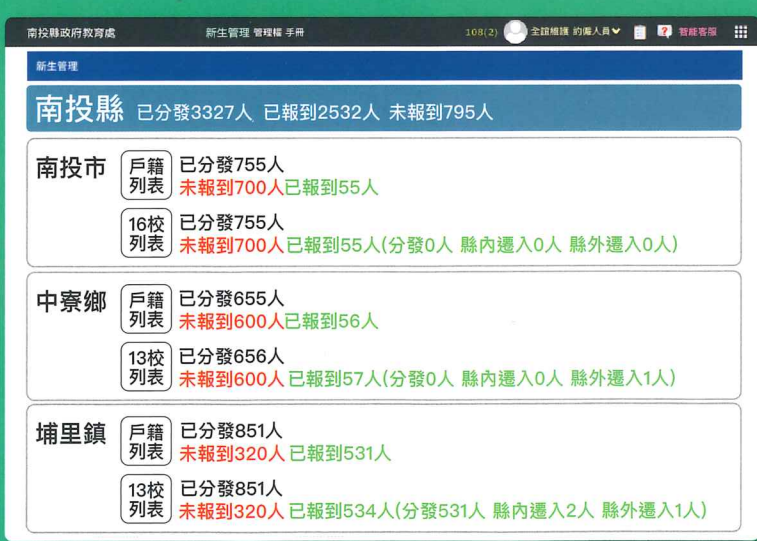 南投縣政府教育處 新生管理 管理權 手冊 108(2) 全誼維護 約僱人員 智能客服
新生管理
南投縣 已分發3327人 已報到2532人 未報到795人
南投市 戶籍列表 已分發755人
未報到700人已報到55人
16校列表 已分發755人
未報到700人已報到55人(分發0人 縣內遷入0人 縣外遷入0人)
中寮鄉 戶籍列表 已分發655人
未報到600人已報到56人
13校列表 已分發656人
未報到600人已報到57人(分發0人 縣內遷入0人 縣外遷入1人)
埔里鎮 戶籍列表 已分發851人
未報到320人已報到531人
13校列表 已分發851人
未報到320人已報到534人(分發531人 縣內遷入2人 縣外遷入1人)